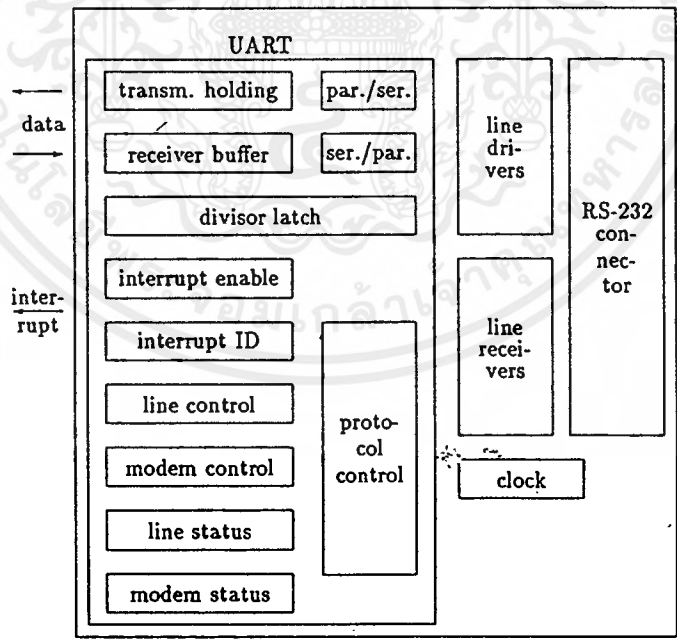 UART
transm. holding
par./ser.
data
receiver buffer
ser./par.
divisor latch
interrupt enable
inter-
rupt
interrupt ID
line control
modem control
line status
modem status
proto-
col
control
line
dri-
vers
line
recei-
vers
RS-232
con-
nec-
tor
clock